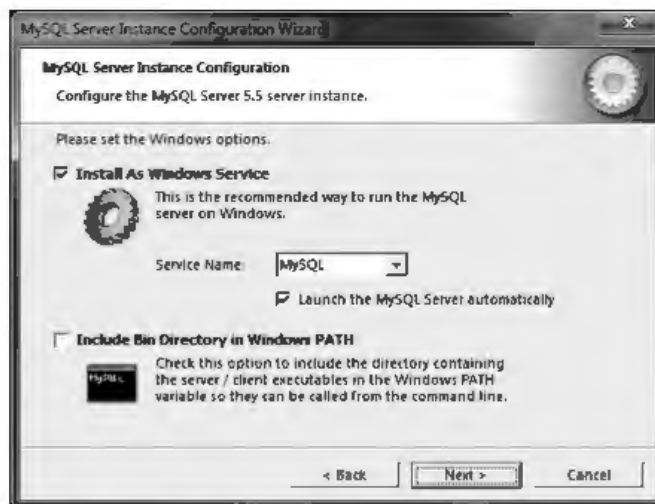 MySQL Server Instance Configuration Wizard
MySQL Server Instance Configuration
Configure the MySQL Server 5.5 server instance.
Please set the Windows options.
Install As Windows Service
This is the recommended way to run the MySQL
server on Windows.
Service Name:
MySQL
Launch the MySQL Server automatically
Include Bin Directory in Windows PATH
Check this option to include the directory containing
the server / client executables in the Windows PATH
variable so they can be called from the command line.
< Back
Next >
Cancel